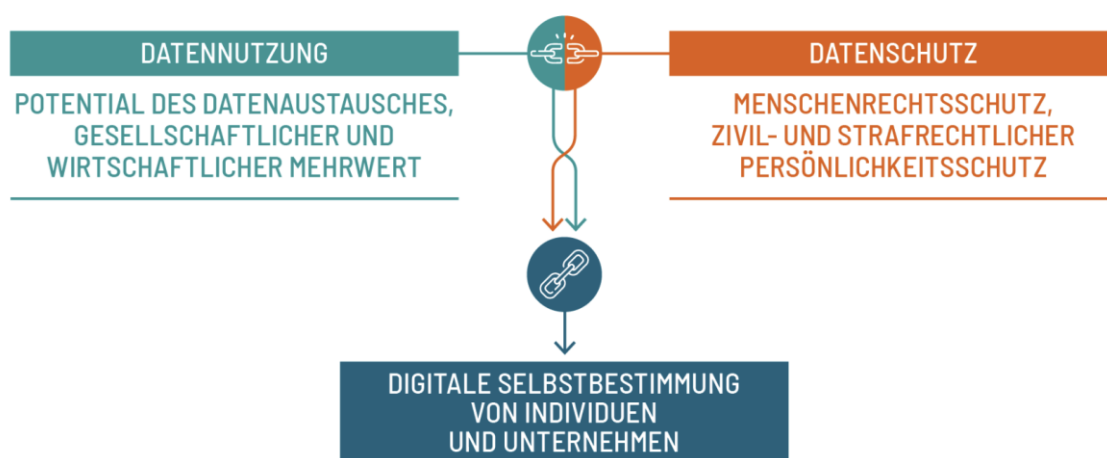 DATENNUTZUNG
POTENTIAL DES DATENAUSTAUSCHES,
GESELLSCHAFTLICHER UND
WIRTSCHAFTLICHER MEHRWERT
DATENSCHUTZ
MENSCHENRECHTSSCHUTZ,
ZIVIL- UND STRAFRECHTLICHER
PERSÖNLICHKEITSSCHUTZ
DIGITALE SELBSTBESTIMMUNG
VON INDIVIDUEN
UND UNTERNEHMEN